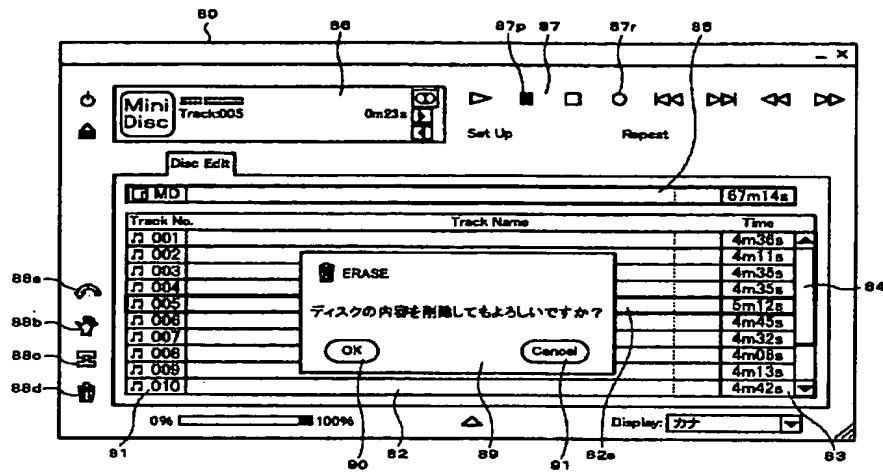 80
86
87p
87
87r
85
Mini
Disc
Track:005
0m23s
Set Up
Repeat
Disc Edit
MD
67m14s
Track No.
Track Name
Time
001
4m36s
002
4m11s
003
4m38s
004
4m35s
005
5m12s
006
4m45s
007
4m32s
008
4m08s
009
4m13s
010
4m42s
ERASE
ディスクの内容を削除してもよろしいですか？
OK
Cancel
88a
88b
88c
88d
84
0%
100%
Display:
カナ
81
90
82
89
91
82a
83